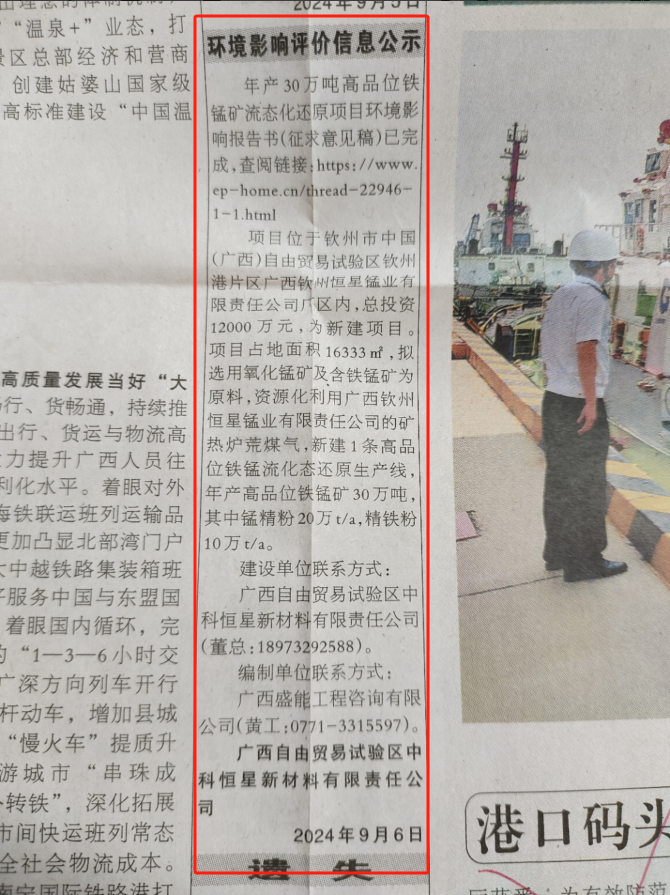 2024年9月5日
“温泉+”业态，打
区总部经济和营商
创建姑婆山国家级
高标准建设“中国温
高质量发展当好“大
行、货畅通，持续推
出行、货运与物流高
力提升广西人员往
利化水平。着眼对外
海铁联运班列运输品
更加凸显北部湾门户
大中越铁路集装箱班
服务中国与东盟国
着眼国内循环，完
的“1—3—6小时交
广深方向列车开行
杆动车，增加县城
“慢火车”提质升
游城市“串珠成
转铁”，深化拓展
市间快运班列常态
全社会物流成本。
南宁国际铁路港打
环境影响评价信息公示
年产30万吨高品位铁
锰矿流态化还原项目环境影
响报告书(征求意见稿)已完
成，查阅链接:https://www.
ep-home.cn/thread-22946-
1-1.html
项目位于钦州市中国
(广西)自由贸易试验区钦州
港片区广西钦州恒星锰业有
限责任公司厂区内，总投资
12000万元，为新建项目。
项目占地面积16333㎡，拟
选用氧化锰矿及含铁锰矿为
原料，资源化利用广西钦州
恒星锰业有限责任公司的矿
热炉荒煤气，新建1条高品
位铁锰流化态还原生产线，
年产高品位铁锰矿30万吨，
其中锰精粉20万t/a，精铁粉
10万t/a。
建设单位联系方式：
广西自由贸易试验区中
科恒星新材料有限责任公司
(董总:18973292588)。
编制单位联系方式：
广西盛能工程咨询有限
公司(黄工:0771-3315597)。
广西自由贸易试验区中
科恒星新材料有限责任公
司
2024年9月6日
遗失
港口码头